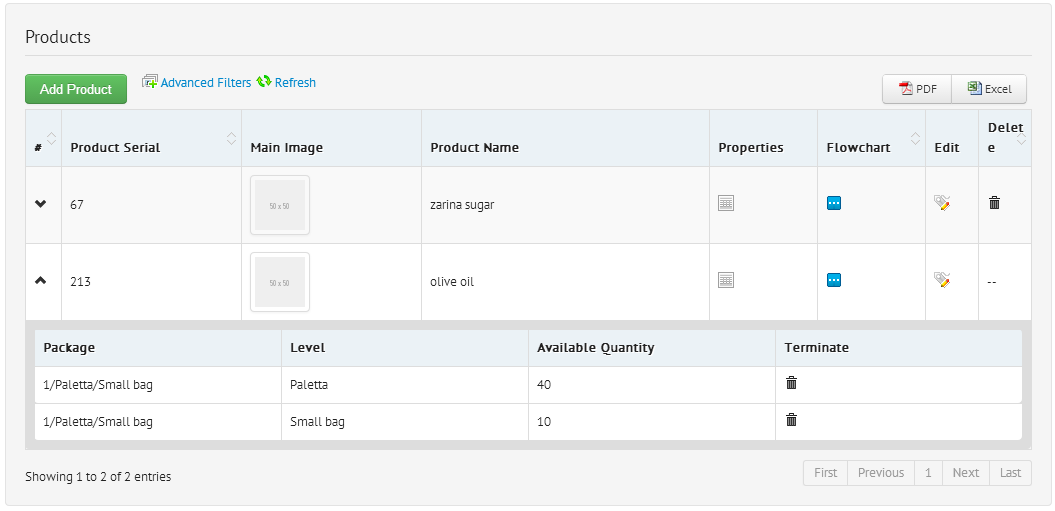 Products
Add Product Advanced Filters Refresh PDF Excel
# Product Serial Main Image Product Name Properties Flowchart Edit Delet
e
67 50 x 50 zarina sugar
213 50 x 50 olive oil --
Package Level Available Quantity Terminate
1/Paletta/Small bag Paletta 40
1/Paletta/Small bag Small bag 10
Showing 1 to 2 of 2 entries First Previous 1 Next Last